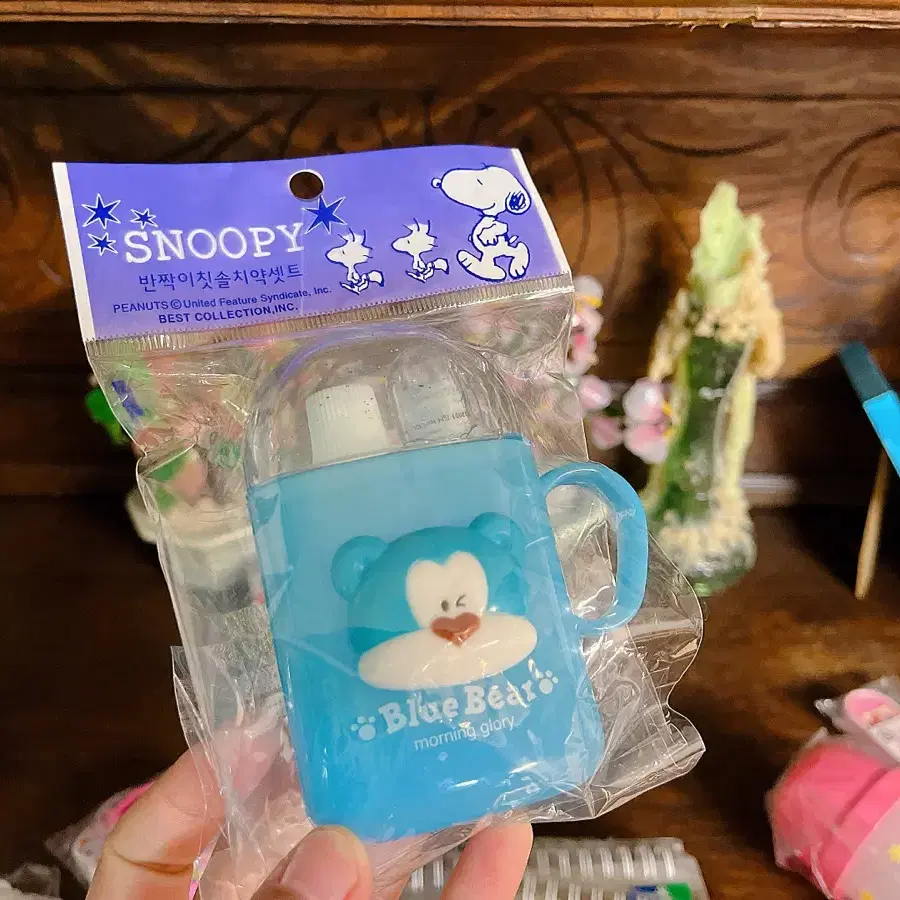 SNOOPY
반짝이칫솔치약셋트
PEANUTS © United Feature Syndicate, Inc.
BEST COLLECTION,INC.
Blue Bear
morning glory